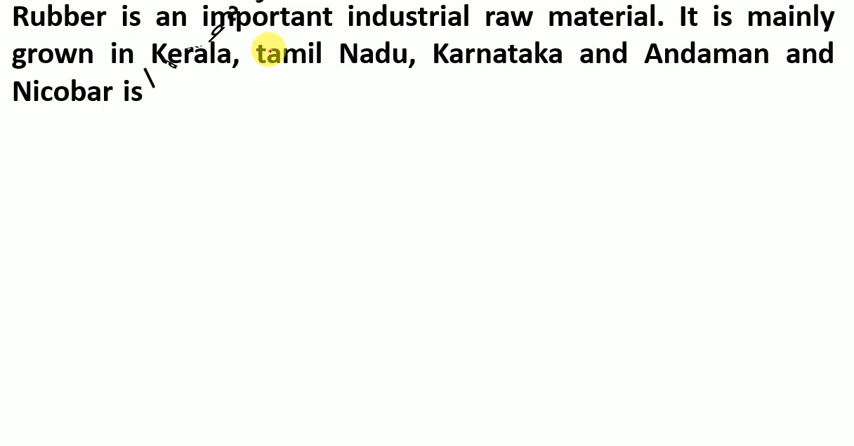 Rubber is an important industrial raw material. It is mainly
grown in Kerala, tamil Nadu, Karnataka and Andaman and
Nicobar is